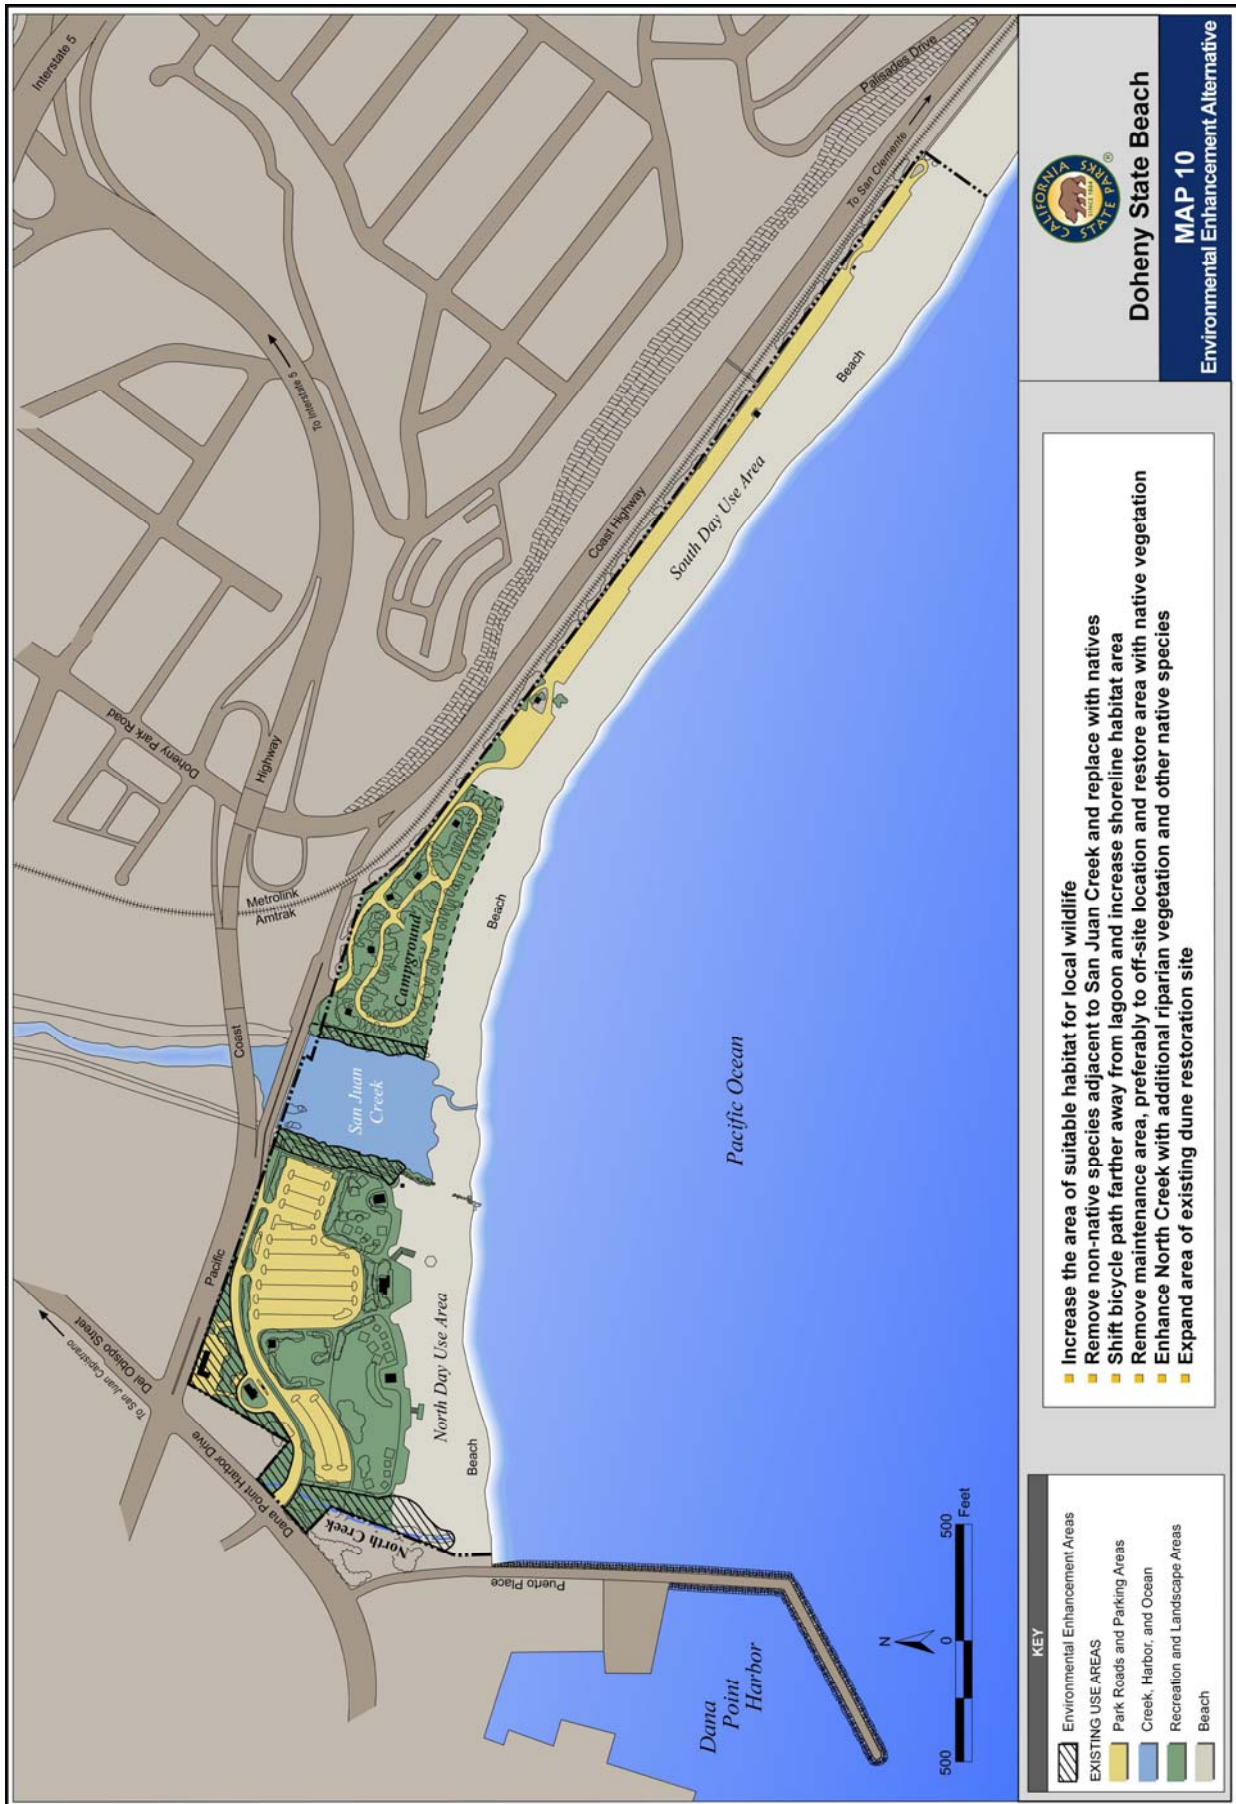 Interstate 5
To Interstate 5
Palisades Drive
To San Clemente
Doheny Park Road
Highway
Coast Highway
Metrolink
Amtrak
Coast
Pacific
Del Obispo Street
To San Juan Capistrano
Dana Point Harbor Drive
Puerto Place
North Creek
San Juan
Creek
Campground
North Day Use Area
South Day Use Area
Beach
Beach
Beach
Pacific Ocean
Dana
Point
Harbor
N
500
0
500
Feet
KEY
Environmental Enhancement Areas
EXISTING USE AREAS
Park Roads and Parking Areas
Creek, Harbor, and Ocean
Recreation and Landscape Areas
Beach
Increase the area of suitable habitat for local wildlife
Remove non-native species adjacent to San Juan Creek and replace with natives
Shift bicycle path farther away from lagoon and increase shoreline habitat area
Remove maintenance area, preferably to off-site location and restore area with native vegetation
Enhance North Creek with additional riparian vegetation and other native species
Expand area of existing dune restoration site
CALIFORNIA
SINCE 1864
STATE PARKS
®
Doheny State Beach
MAP 10
Environmental Enhancement Alternative